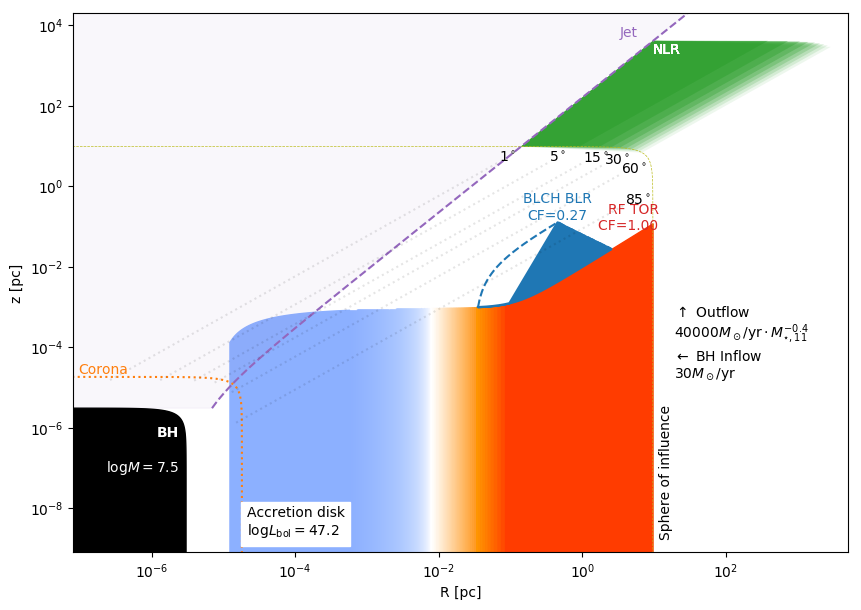 Jet
NLR
1°
5°
15°
30°
60°
85°
BLCH BLR
CF=0.27
RF TOR
CF=1.00
↑ Outflow
40000M⊙/yr · M⋆,11^−0.4
← BH Inflow
30M⊙/yr
Corona
BH
logM = 7.5
Accretion disk
logLbol = 47.2
Sphere of influence
z [pc]
10^4
10^2
10^0
10^−2
10^−4
10^−6
10^−8
10^−6
10^−4
10^−2
10^0
10^2
R [pc]